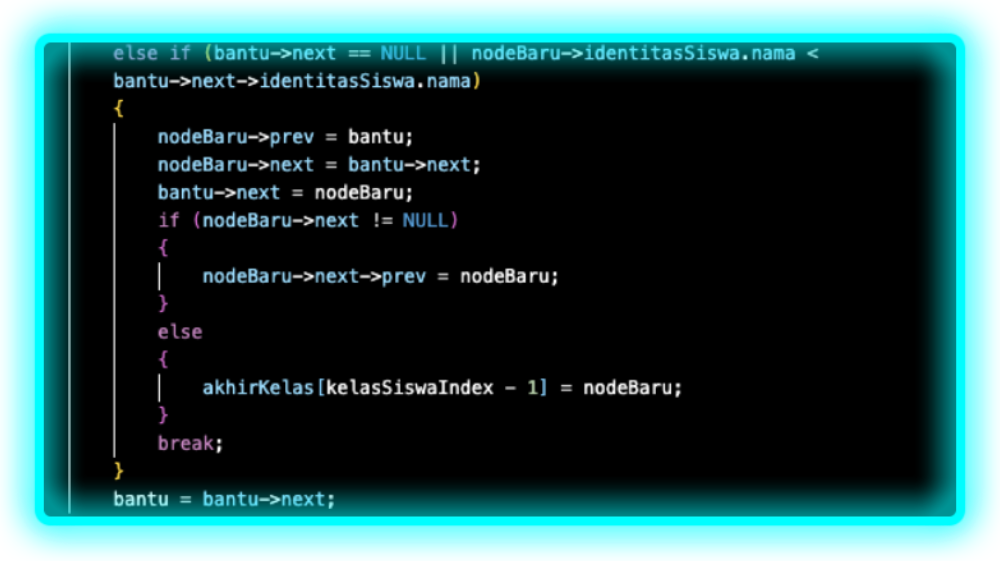 else if (bantu->next == NULL || nodeBaru->identitasSiswa.nama <
bantu->next->identitasSiswa.nama)
{
nodeBaru->prev = bantu;
nodeBaru->next = bantu->next;
bantu->next = nodeBaru;
if (nodeBaru->next != NULL)
{
nodeBaru->next->prev = nodeBaru;
}
else
{
akhirKelas[kelasSiswaIndex - 1] = nodeBaru;
}
break;
}
bantu = bantu->next;